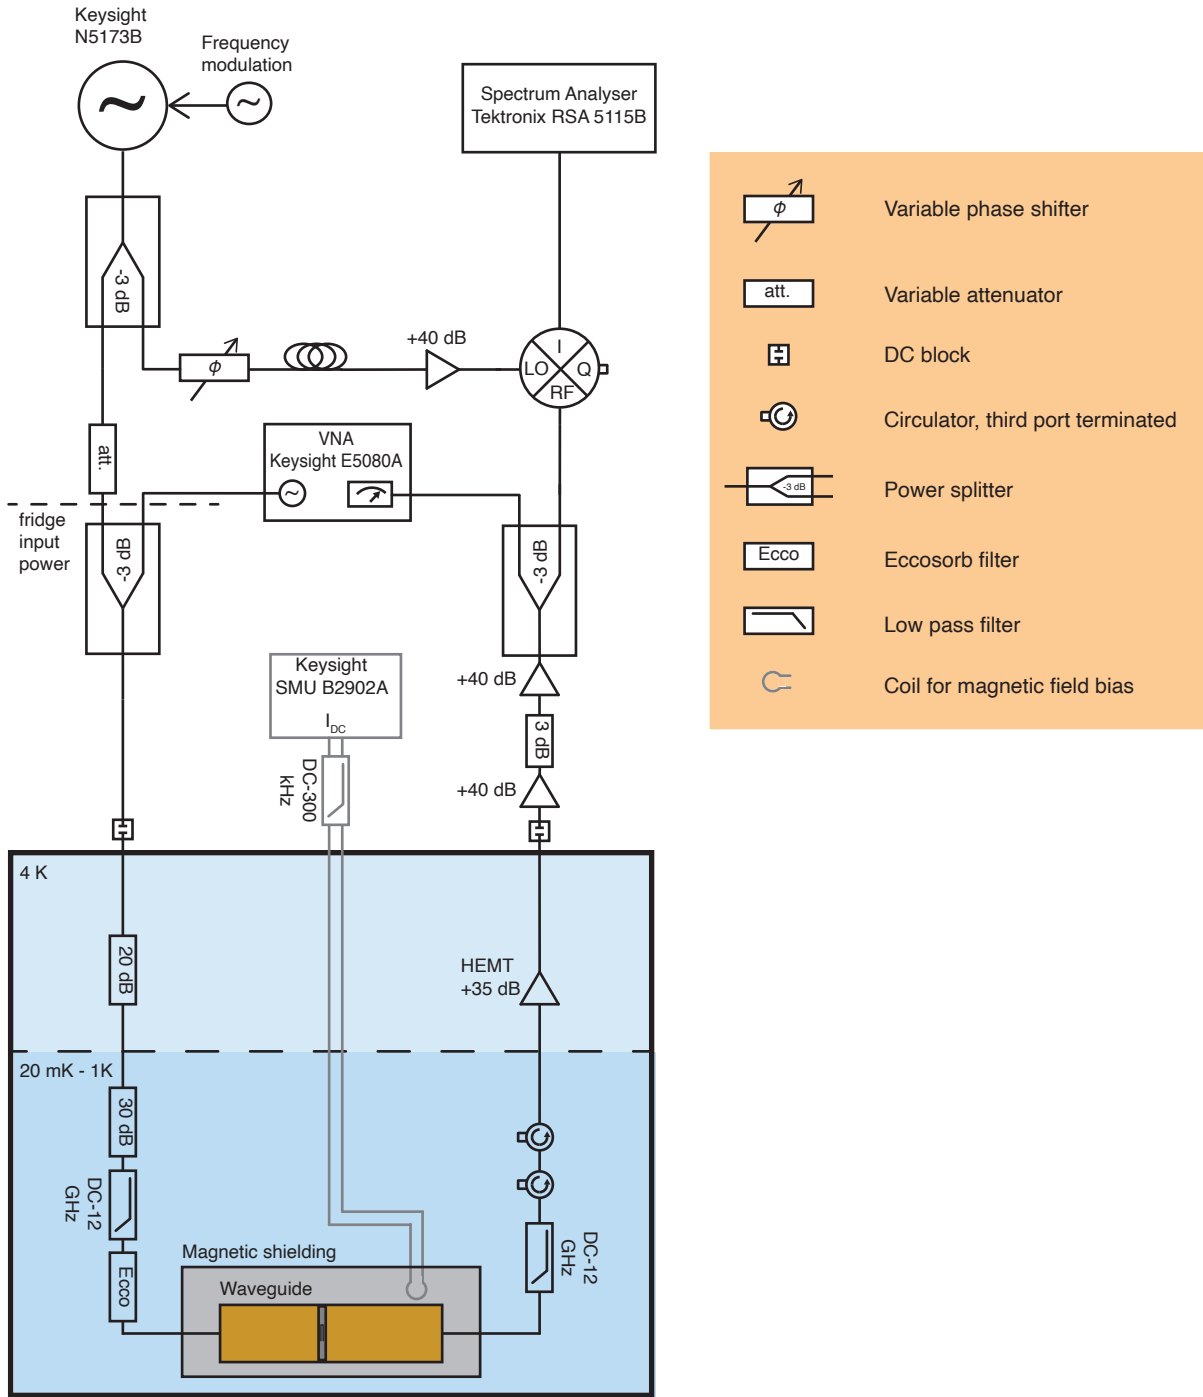 Keysight
N5173B
Frequency
modulation
Spectrum Analyser
Tektronix RSA 5115B
-3 dB
ϕ
+40 dB
I
LO
Q
RF
att.
VNA
Keysight E5080A
fridge
input
power
-3 dB
-3 dB
Keysight
SMU B2902A
IDC
DC-300
kHz
+40 dB
3 dB
+40 dB
4 K
20 dB
HEMT
+35 dB
20 mK - 1K
30 dB
DC-12
GHz
Ecco
Magnetic shielding
Waveguide
DC-12
GHz
ϕ
Variable phase shifter
att.
Variable attenuator
DC block
Circulator, third port terminated
-3 dB
Power splitter
Ecco
Eccosorb filter
Low pass filter
Coil for magnetic field bias